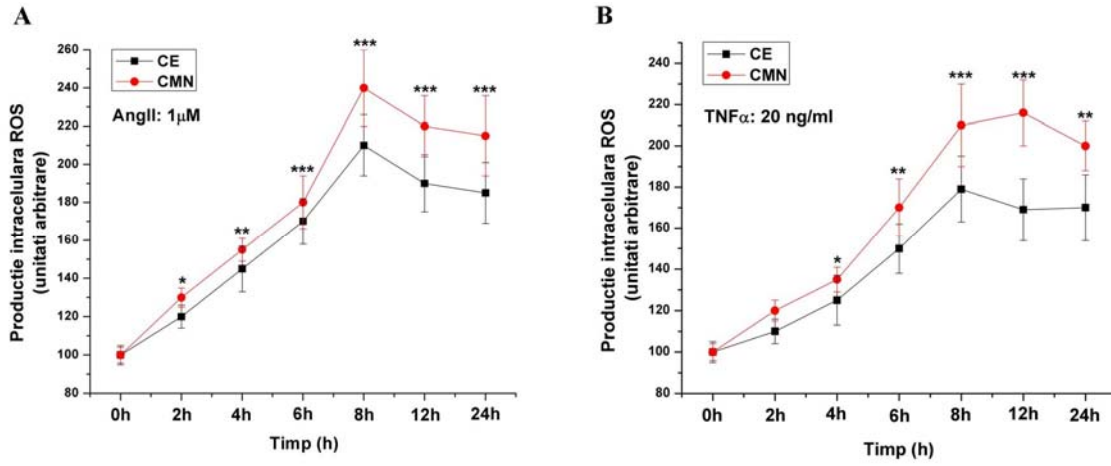 A
CE
CMN
AngII: 1μM
Productie intracelulara ROS
(unitati arbitrare)
260
240
220
200
180
160
140
120
100
80
*
**
***
***
***
***
0h
2h
4h
6h
8h
12h
24h
Timp (h)
B
CE
CMN
TNFα: 20 ng/ml
Productie intracelulara ROS
(unitati arbitrare)
240
220
200
180
160
140
120
100
80
*
**
***
***
**
0h
2h
4h
6h
8h
12h
24h
Timp (h)